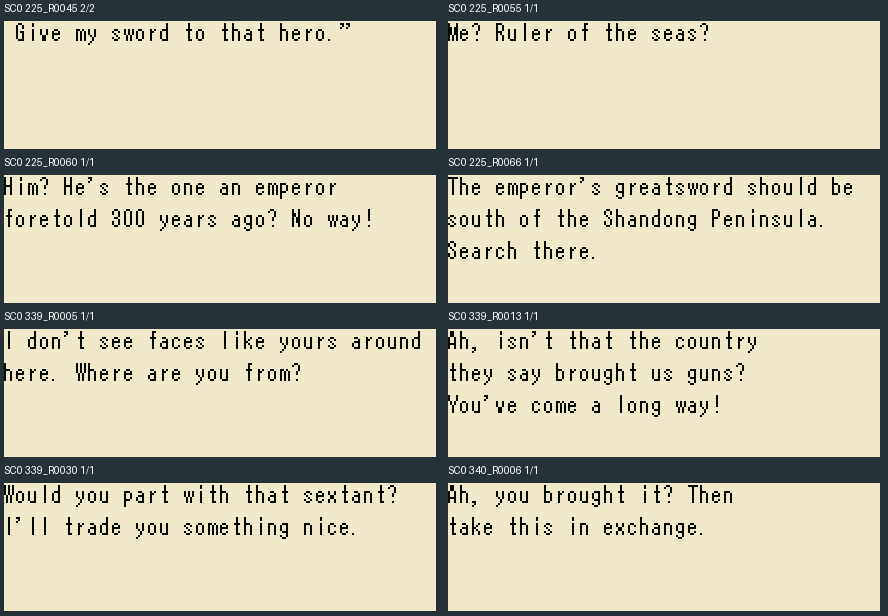 SC0 225_R0045 2/2
Give my sword to that hero.”
SC0 225_R0055 1/1
Me? Ruler of the seas?
SC0 225_R0060 1/1
Him? He’s the one an emperor
foretold 300 years ago? No way!
SC0 225_R0066 1/1
The emperor’s greatsword should be
south of the Shandong Peninsula.
Search there.
SC0 339_R0005 1/1
I don’t see faces like yours around
here. Where are you from?
SC0 339_R0013 1/1
Ah, isn’t that the country
they say brought us guns?
You’ve come a long way!
SC0 339_R0030 1/1
Would you part with that sextant?
I’ll trade you something nice.
SC0 340_R0006 1/1
Ah, you brought it? Then
take this in exchange.